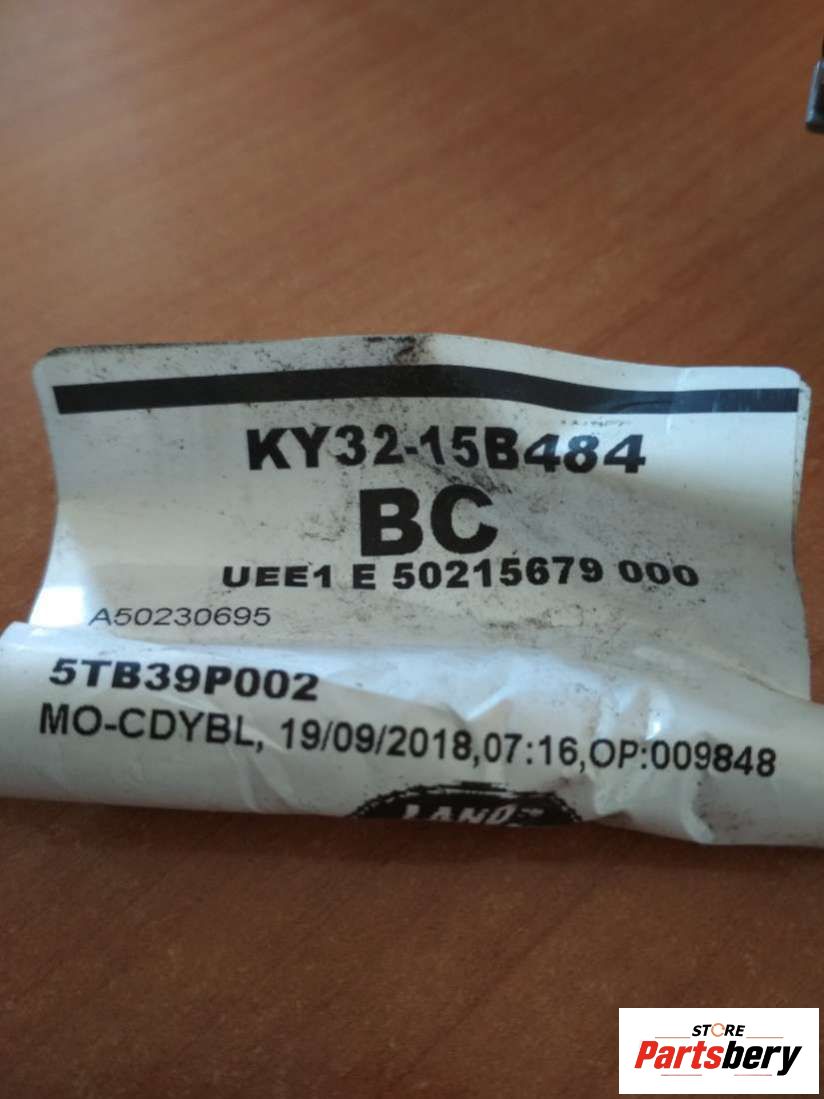 KY32-15B484
BC
UEE1 E 50215679 000
A50230695
5TB39P002
MO-CDYBL, 19/09/2018,07:16,OP:009848
LAND
STORE
Partsbery